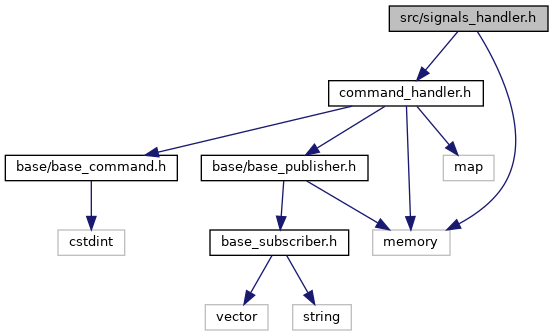 src/signals_handler.h
command_handler.h
base/base_command.h
base/base_publisher.h
map
cstdint
base_subscriber.h
memory
vector
string